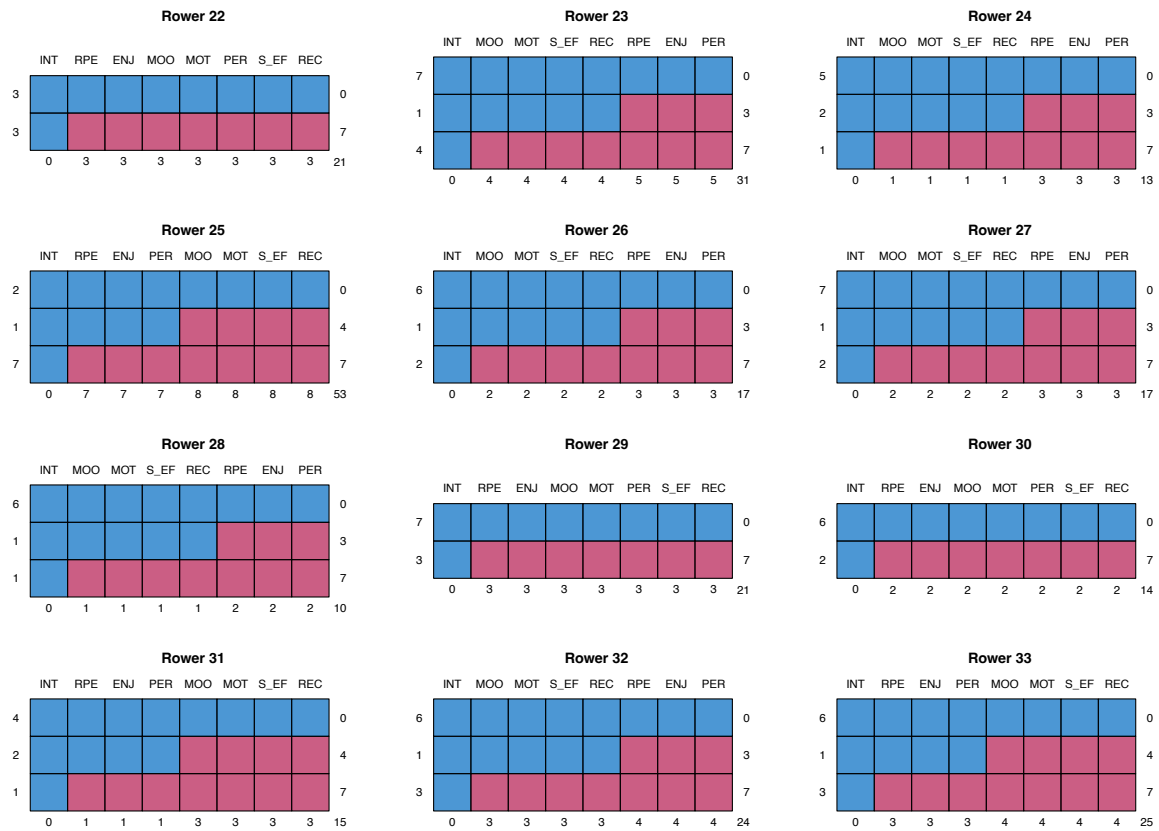 Rower 22
INT RPE ENJ MOO MOT PER S_EF REC
3 0
3 7
0 3 3 3 3 3 3 3 21
Rower 23
INT MOO MOT S_EF REC RPE ENJ PER
7 0
1 3
4 7
0 4 4 4 4 5 5 5 31
Rower 24
INT MOO MOT S_EF REC RPE ENJ PER
5 0
2 3
1 7
0 1 1 1 1 3 3 3 13
Rower 25
INT RPE ENJ PER MOO MOT S_EF REC
2 0
1 4
7 7
0 7 7 7 8 8 8 8 53
Rower 26
INT MOO MOT S_EF REC RPE ENJ PER
6 0
1 3
2 7
0 2 2 2 2 3 3 3 17
Rower 27
INT MOO MOT S_EF REC RPE ENJ PER
7 0
1 3
2 7
0 2 2 2 2 3 3 3 17
Rower 28
INT MOO MOT S_EF REC RPE ENJ PER
6 0
1 3
1 7
0 1 1 1 1 2 2 2 10
Rower 29
INT RPE ENJ MOO MOT PER S_EF REC
7 0
3 7
0 3 3 3 3 3 3 3 21
Rower 30
INT RPE ENJ MOO MOT PER S_EF REC
6 0
2 7
0 2 2 2 2 2 2 2 14
Rower 31
INT RPE ENJ PER MOO MOT S_EF REC
4 0
2 4
1 7
0 1 1 1 3 3 3 3 15
Rower 32
INT MOO MOT S_EF REC RPE ENJ PER
6 0
1 3
3 7
0 3 3 3 3 4 4 4 24
Rower 33
INT RPE ENJ PER MOO MOT S_EF REC
6 0
1 4
3 7
0 3 3 3 4 4 4 4 25